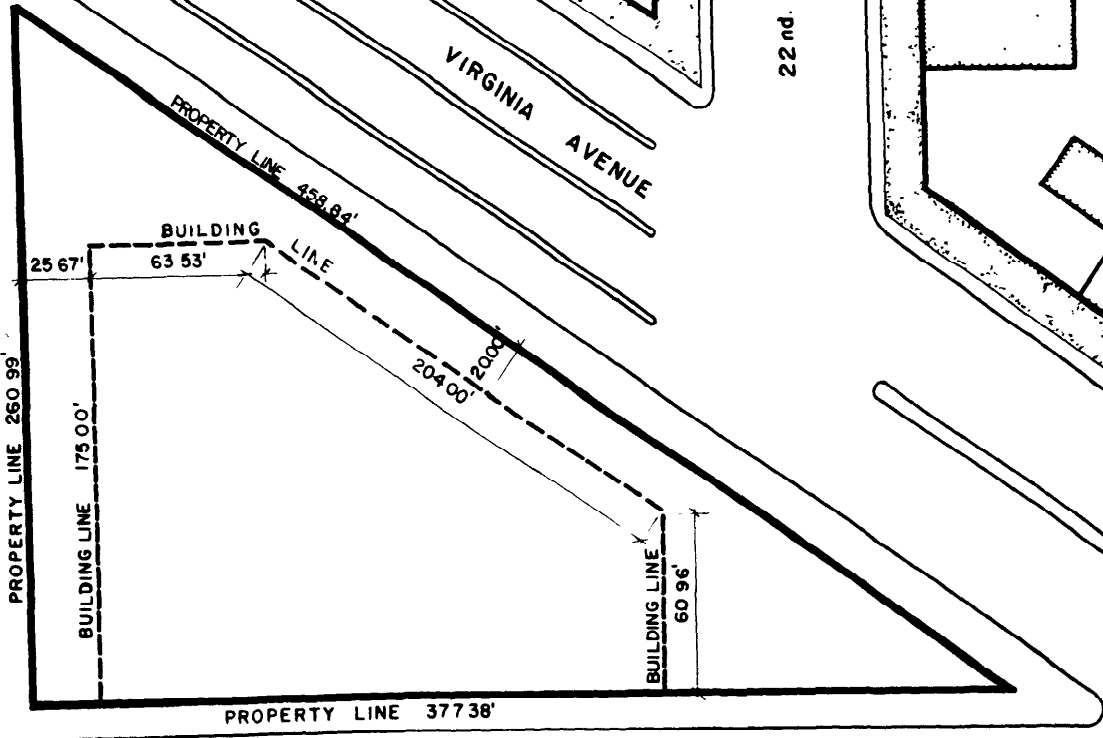 VIRGINIA AVENUE
22nd.
PROPERTY LINE 458.84'
BUILDING LINE
25 67'
63 53'
20.00'
204 00'
PROPERTY LINE 260 99'
BUILDING LINE 175 00'
BUILDING LINE
60 96'
PROPERTY LINE 377 38'